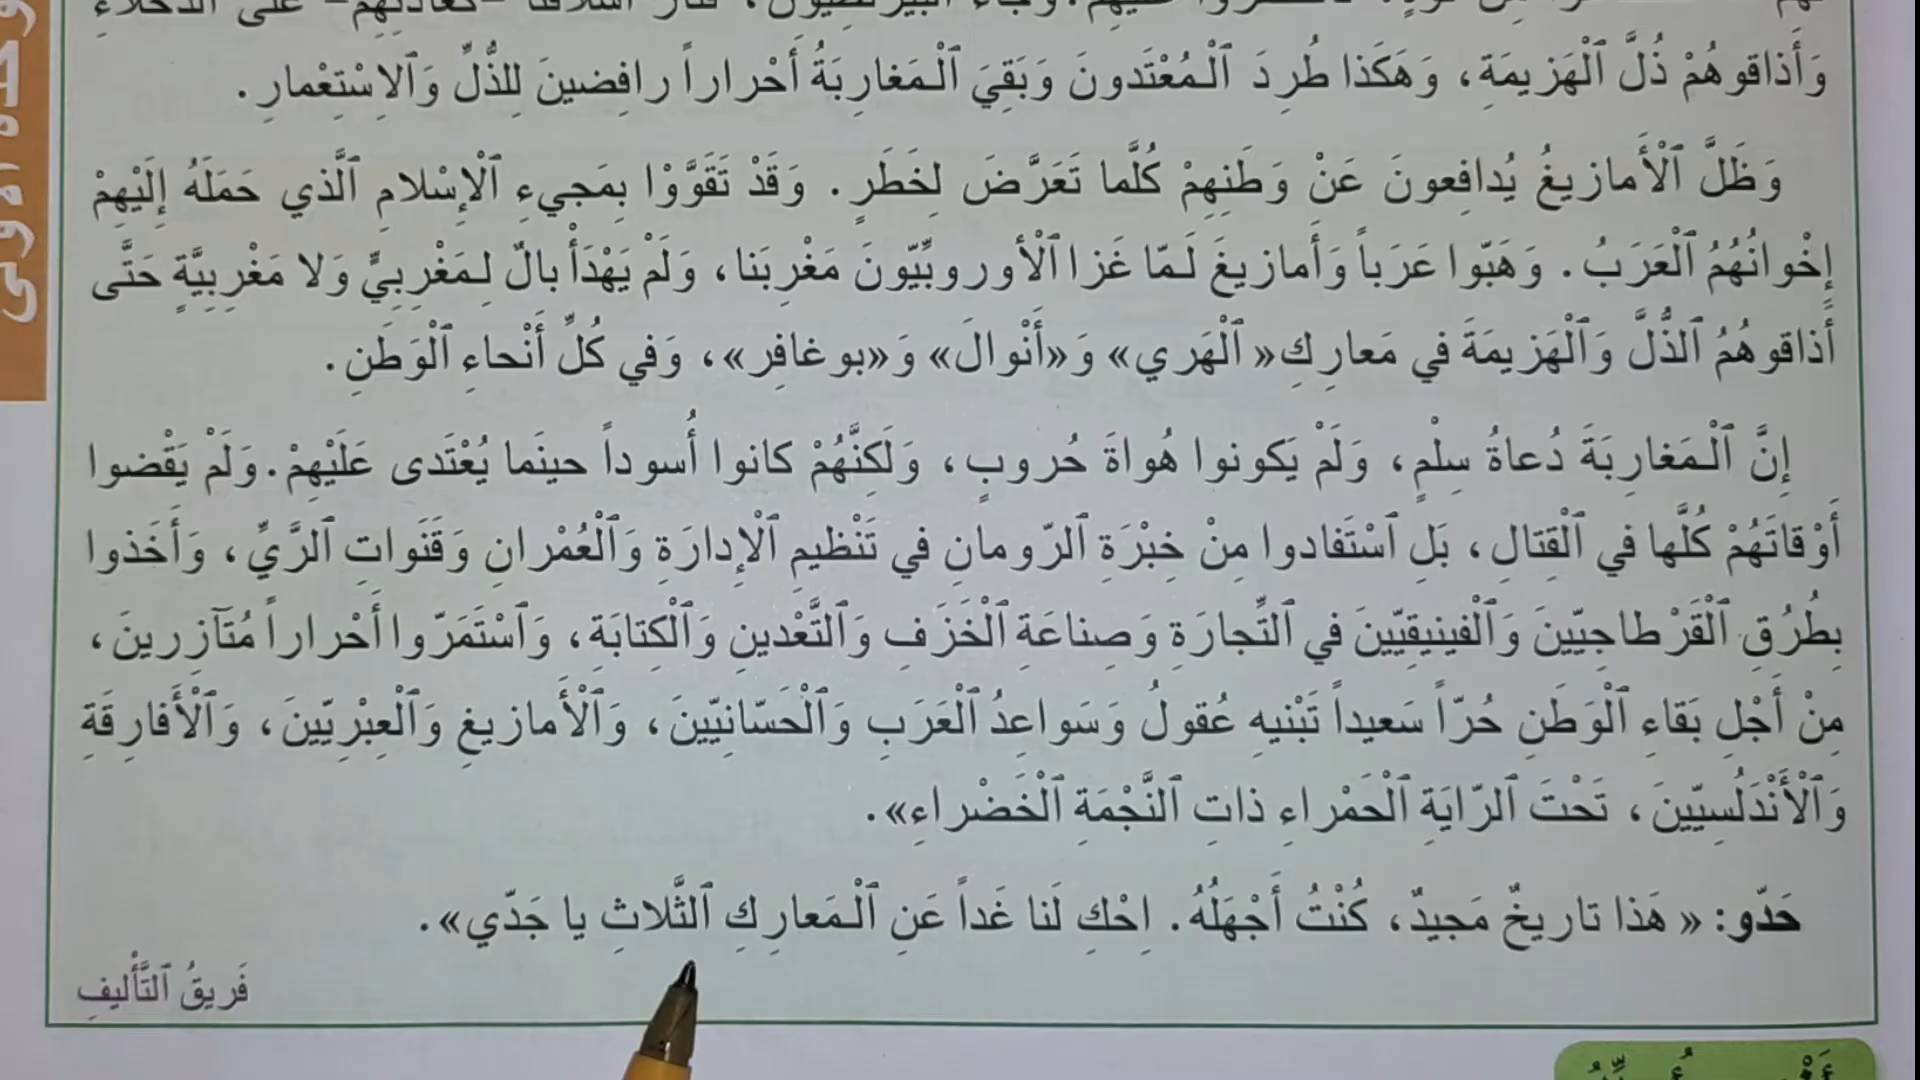 وَأَذاقوهُمْ ذُلَّ ٱلْهَزيمَةِ، وَهَكَذا طُرِدَ ٱلْمُعْتَدونَ وَبَقِيَ ٱلْمَغارِبَةُ أَحْراراً رافِضينَ لِلذُّلِّ وَٱلاِسْتِعْمارِ.
وَظَلَّ ٱلْأَمازيغُ يُدافِعونَ عَنْ وَطَنِهِمْ كُلَّما تَعَرَّضَ لِخَطَرٍ. وَقَدْ تَقَوَّوْا بِمَجيءِ ٱلْإِسْلامِ ٱلَّذي حَمَلَهُ إِلَيْهِمْ
إِخْوانُهُمُ ٱلْعَرَبُ. وَهَبّوا عَرَباً وَأَمازيغَ لَمّا غَزا ٱلْأوروبِّيّونَ مَغْرِبَنا، وَلَمْ يَهْدَأْ بالٌ لِمَغْرِبِيٍّ وَلا مَغْرِبِيَّةٍ حَتَّى
أَذاقوهُمُ ٱلذُّلَّ وَٱلْهَزيمَةَ في مَعارِكِ« ٱلْهَري» وَ«أَنْوالَ» وَ«بوغافِر»، وَفي كُلِّ أَنْحاءِ ٱلْوَطَنِ.
إِنَّ ٱلْمَغارِبَةَ دُعاةُ سِلْمٍ، وَلَمْ يَكونوا هُواةَ حُروبٍ، وَلَكِنَّهُمْ كانوا أُسوداً حينَما يُعْتَدى عَلَيْهِمْ. وَلَمْ يَقْضوا
أَوْقاتَهُمْ كُلَّها في ٱلْقِتالِ، بَلِ ٱسْتَفادوا مِنْ خِبْرَةِ ٱلرّومانِ في تَنْظيمِ ٱلْإِدارَةِ وَٱلْعُمْرانِ وَقَنَواتِ ٱلرَّيِّ، وَأَخَذوا
بِطُرُقِ ٱلْقَرْطاجِيّينَ وَٱلْفينيقِيّينَ في ٱلتِّجارَةِ وَصِناعَةِ ٱلْخَزَفِ وَٱلتَّعْدينِ وَٱلْكِتابَةِ، وَٱسْتَمَرّوا أَحْراراً مُتَآزِرينَ،
مِنْ أَجْلِ بَقاءِ ٱلْوَطَنِ حُرّاً سَعيداً تَبْنيهِ عُقولُ وَسَواعِدُ ٱلْعَرَبِ وَٱلْحَسّانِيّينَ، وَٱلْأَمازيغِ وَٱلْعِبْرِيّينَ، وَٱلْأَفارِقَةِ
وَٱلْأَنْدَلُسِيّينَ، تَحْتَ ٱلرّايَةِ ٱلْحَمْراءِ ذاتِ ٱلنَّجْمَةِ ٱلْخَضْراءِ».
حَدّو: « هَذا تاريخٌ مَجيدٌ، كُنْتُ أَجْهَلُهُ. اِحْكِ لَنا غَداً عَنِ ٱلْمَعارِكِ ٱلثَّلاثِ يا جَدّي».
فَريقُ ٱلتَّأْليفِ